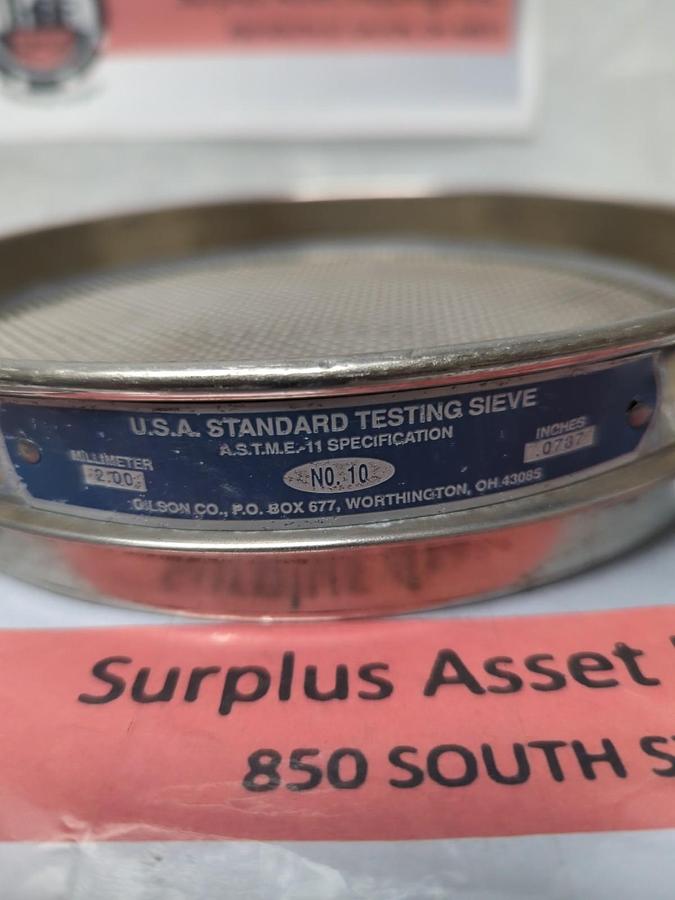 U.S.A. STANDARD TESTING SIEVE
A.S.T.M.E.-11 SPECIFICATION
MILLIMETER
2.00
NO. 10
INCHES
.0787
GILSON CO., P.O. BOX 677, WORTHINGTON, OH.43085
Surplus Asset
850 SOUTH